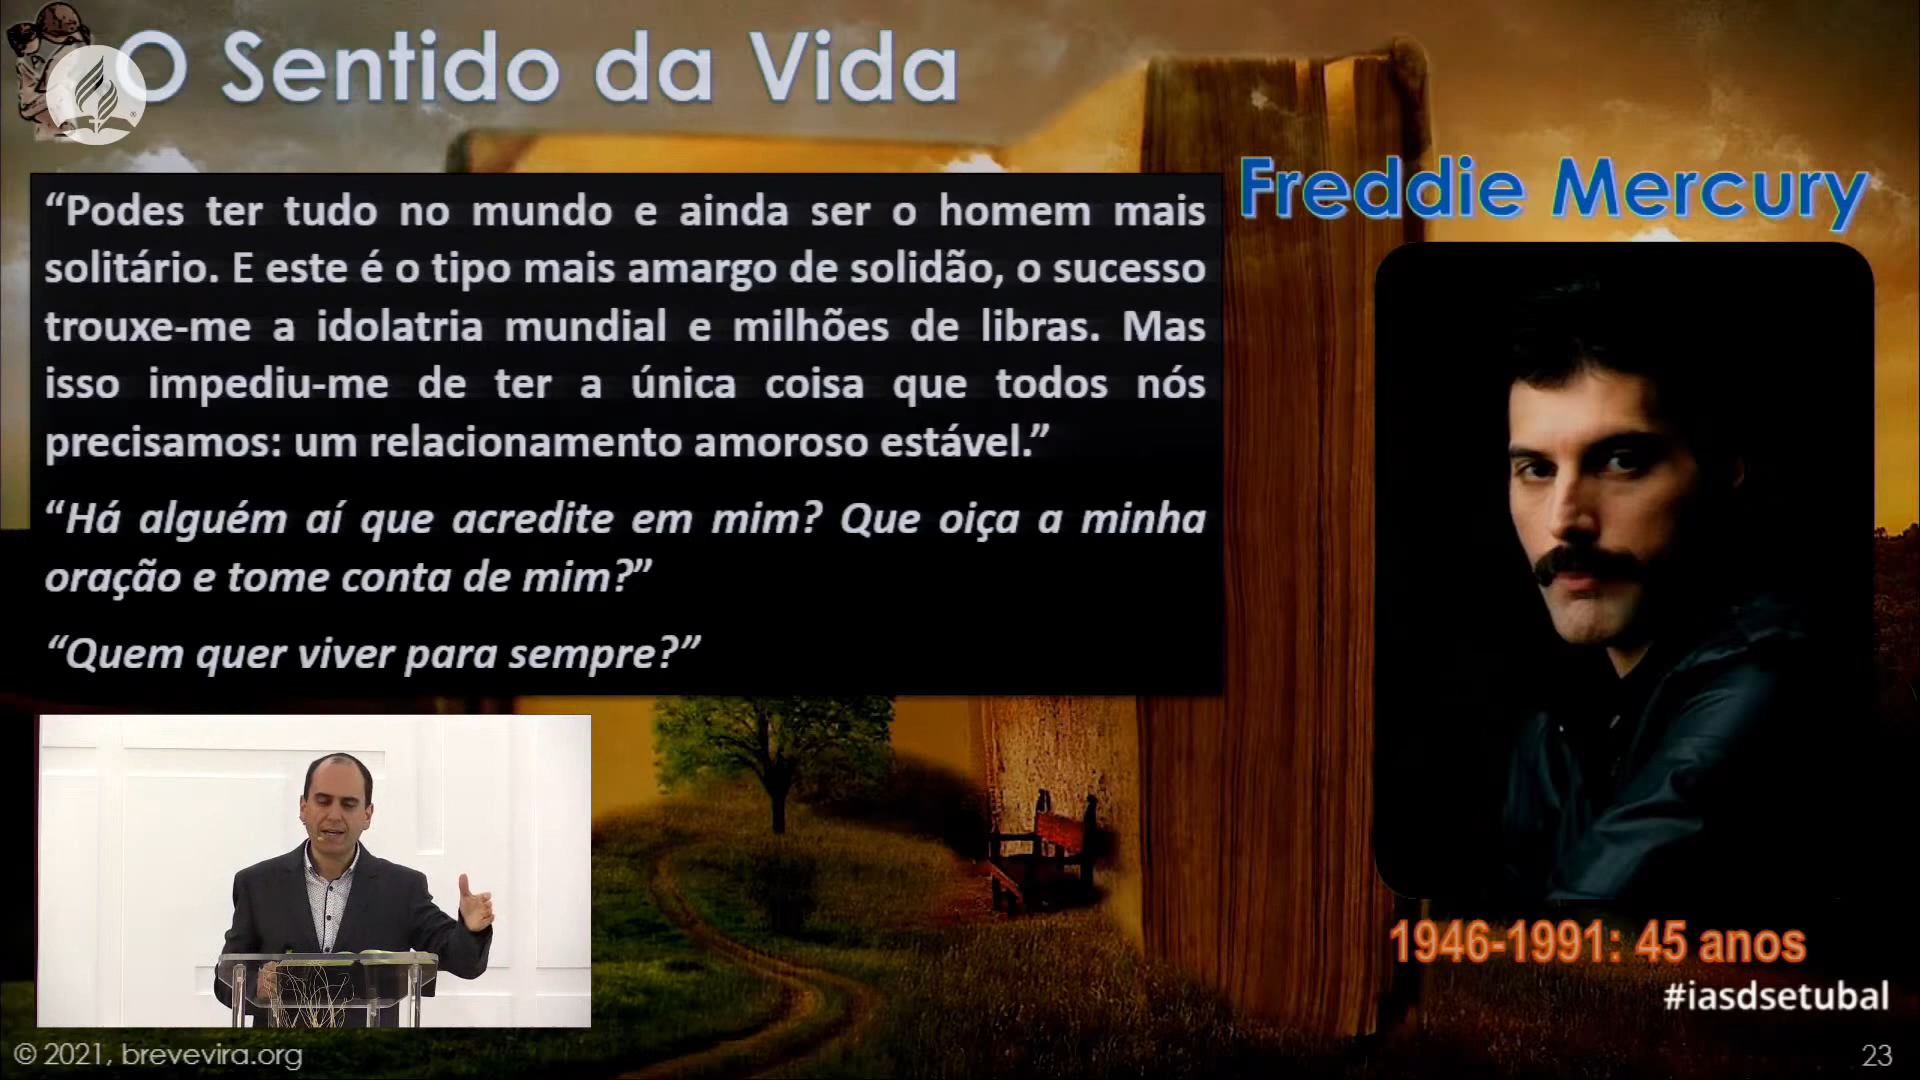 O Sentido da Vida
Freddie Mercury
“Podes ter tudo no mundo e ainda ser o homem mais
solitário. E este é o tipo mais amargo de solidão, o sucesso
trouxe-me a idolatria mundial e milhões de libras. Mas
isso impediu-me de ter a única coisa que todos nós
precisamos: um relacionamento amoroso estável.”
“Há alguém aí que acredite em mim? Que oiça a minha
oração e tome conta de mim?”
“Quem quer viver para sempre?”
1946-1991: 45 anos
#iasdsetubal
© 2021, brevevira.org
23